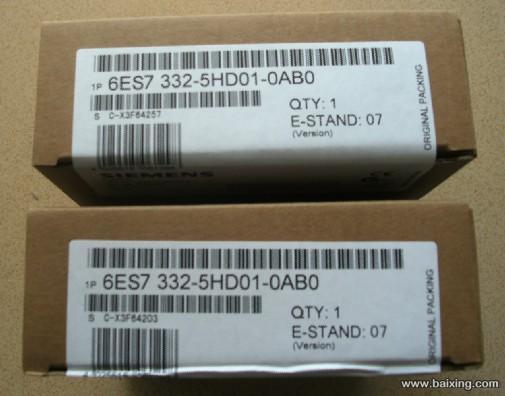 1P 6ES7 332-5HD01-0AB0
S C-X3F64257
QTY: 1
E-STAND: 07
(Version)
ORIGINAL PACKING
SIEMENS
1P 6ES7 332-5HD01-0AB0
S C-X3F64203
QTY: 1
E-STAND: 07
(Version)
ORIGINAL PACKING
www.baixing.com